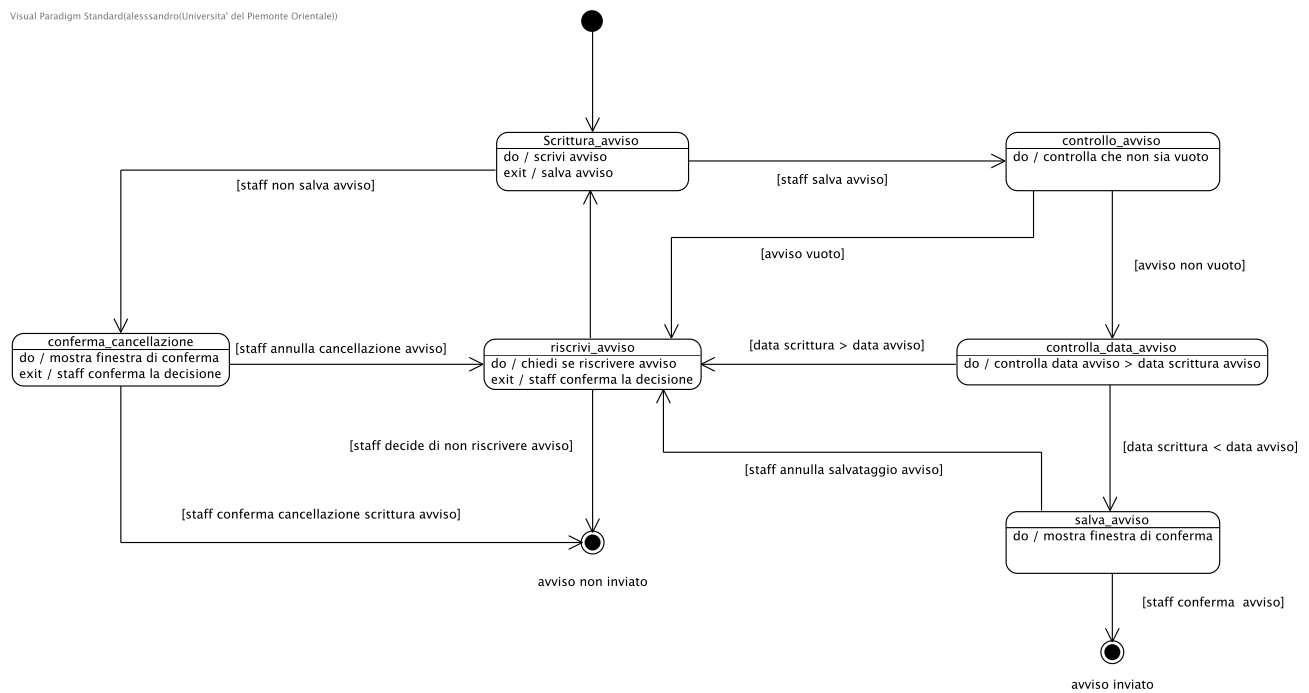 Visual Paradigm Standard(alesssandro(Universita' del Piemonte Orientale))
Scrittura_avviso
do / scrivi avviso
exit / salva avviso
controllo_avviso
do / controlla che non sia vuoto
[staff non salva avviso]
[staff salva avviso]
[avviso vuoto]
[avviso non vuoto]
conferma_cancellazione
do / mostra finestra di conferma
exit / staff conferma la decisione
[staff annulla cancellazione avviso]
riscrivi_avviso
do / chiedi se riscrivere avviso
exit / staff conferma la decisione
[data scrittura > data avviso]
controlla_data_avviso
do / controlla data avviso > data scrittura avviso
[staff decide di non riscrivere avviso]
[data scrittura < data avviso]
[staff annulla salvataggio avviso]
[staff conferma cancellazione scrittura avviso]
salva_avviso
do / mostra finestra di conferma
avviso non inviato
[staff conferma  avviso]
avviso inviato